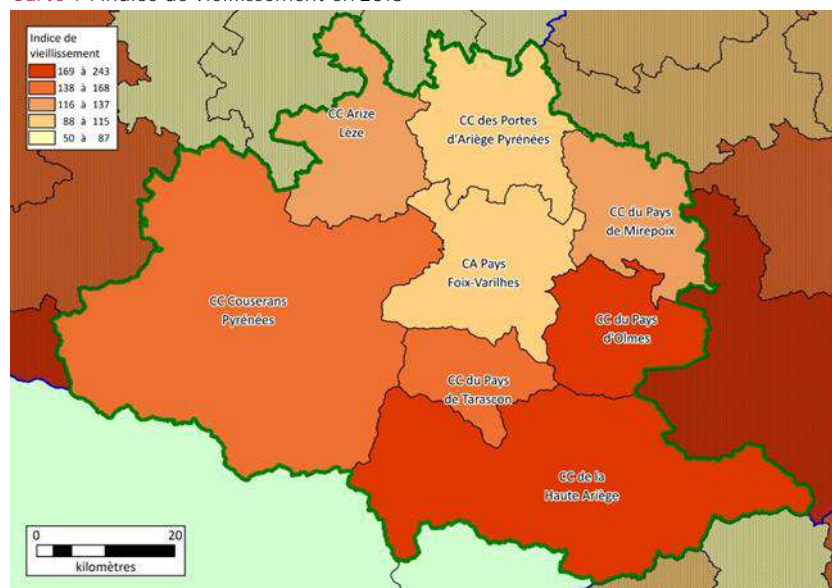 Indice de
vieillissement
169 à 243
138 à 168
116 à 137
88 à 115
50 à 87
CC Arize
Lèze
CC des Portes
d'Ariège Pyrénées
CC du Pays
de Mirepoix
CA Pays
Foix-Varilhes
CC Couserans
Pyrénées
CC du Pays
d'Olmes
CC du Pays
de Tarascon
CC de la
Haute Ariège
0 20
kilomètres